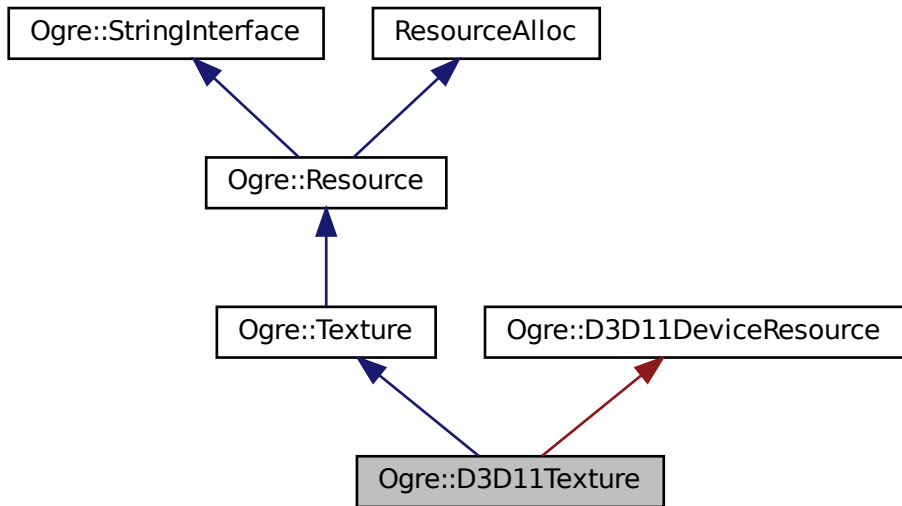 Ogre::StringInterface
ResourceAlloc
Ogre::Resource
Ogre::Texture
Ogre::D3D11DeviceResource
Ogre::D3D11Texture